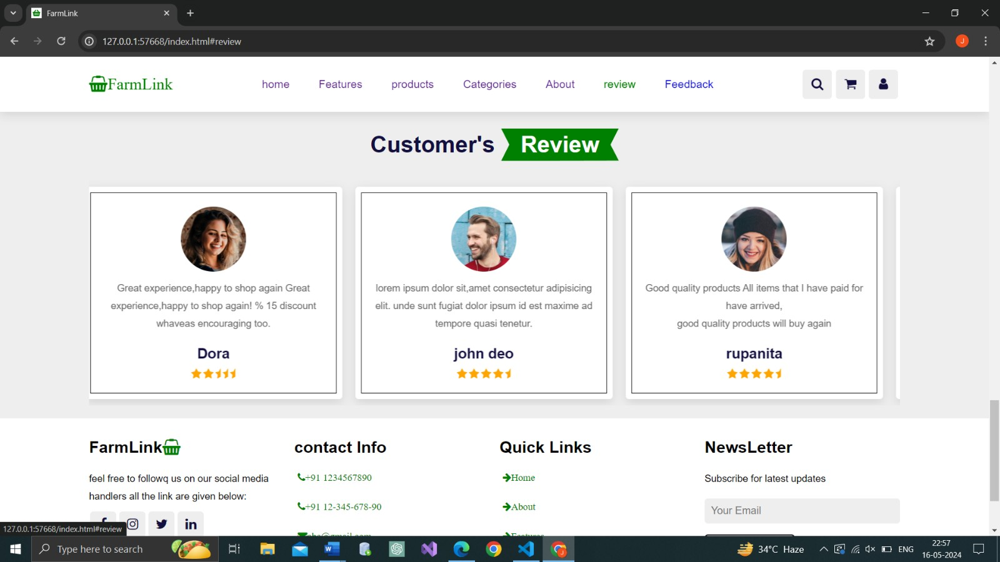 FarmLink
127.0.0.1:57668/index.html#review
FarmLink
home Features products Categories About review Feedback
Customer's Review
Great experience,happy to shop again Great
experience,happy to shop again! % 15 discount
whaveas encouraging too.
Dora
lorem ipsum dolor sit,amet consectetur adipisicing
elit. unde sunt fugiat dolor ipsum id est maxime ad
tempore quasi tenetur.
john deo
Good quality products All items that I have paid for
have arrived,
good quality products will buy again
rupanita
FarmLink
feel free to followq us on our social media
handlers all the link are given below:
contact Info
+91 1234567890
+91 12-345-678-90
abc@gmail.com
Quick Links
Home
About
Features
NewsLetter
Subscribe for latest updates
Your Email
127.0.0.1:57668/index.html#review
Type here to search
34°C Haze
ENG
22:57
16-05-2024